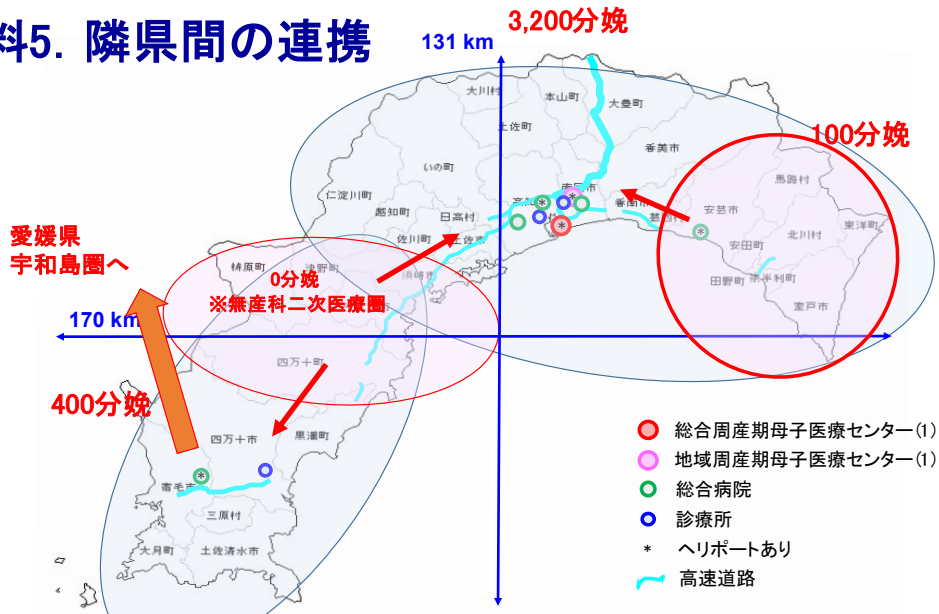 料5. 隣県間の連携
131 km
3,200分娩
大川村
本山町
大豊町
土佐町
香美市
100分娩
馬路村
いの町
仁淀川町
南国市
安芸市
越知町
日高村
香南市
東洋町
北川村
佐川町
土佐市
安田町
愛媛県
宇和島圏へ
梼原町
津野町
須崎市
田野町
奈半利町
0分娩
※無産科二次医療圏
室戸市
170 km
四万十町
400分娩
四万十市
黒潮町
総合周産期母子医療センター(1)
地域周産期母子医療センター(1)
宿毛市
総合病院
三原村
診療所
大月町
土佐清水市
* ヘリポートあり
高速道路